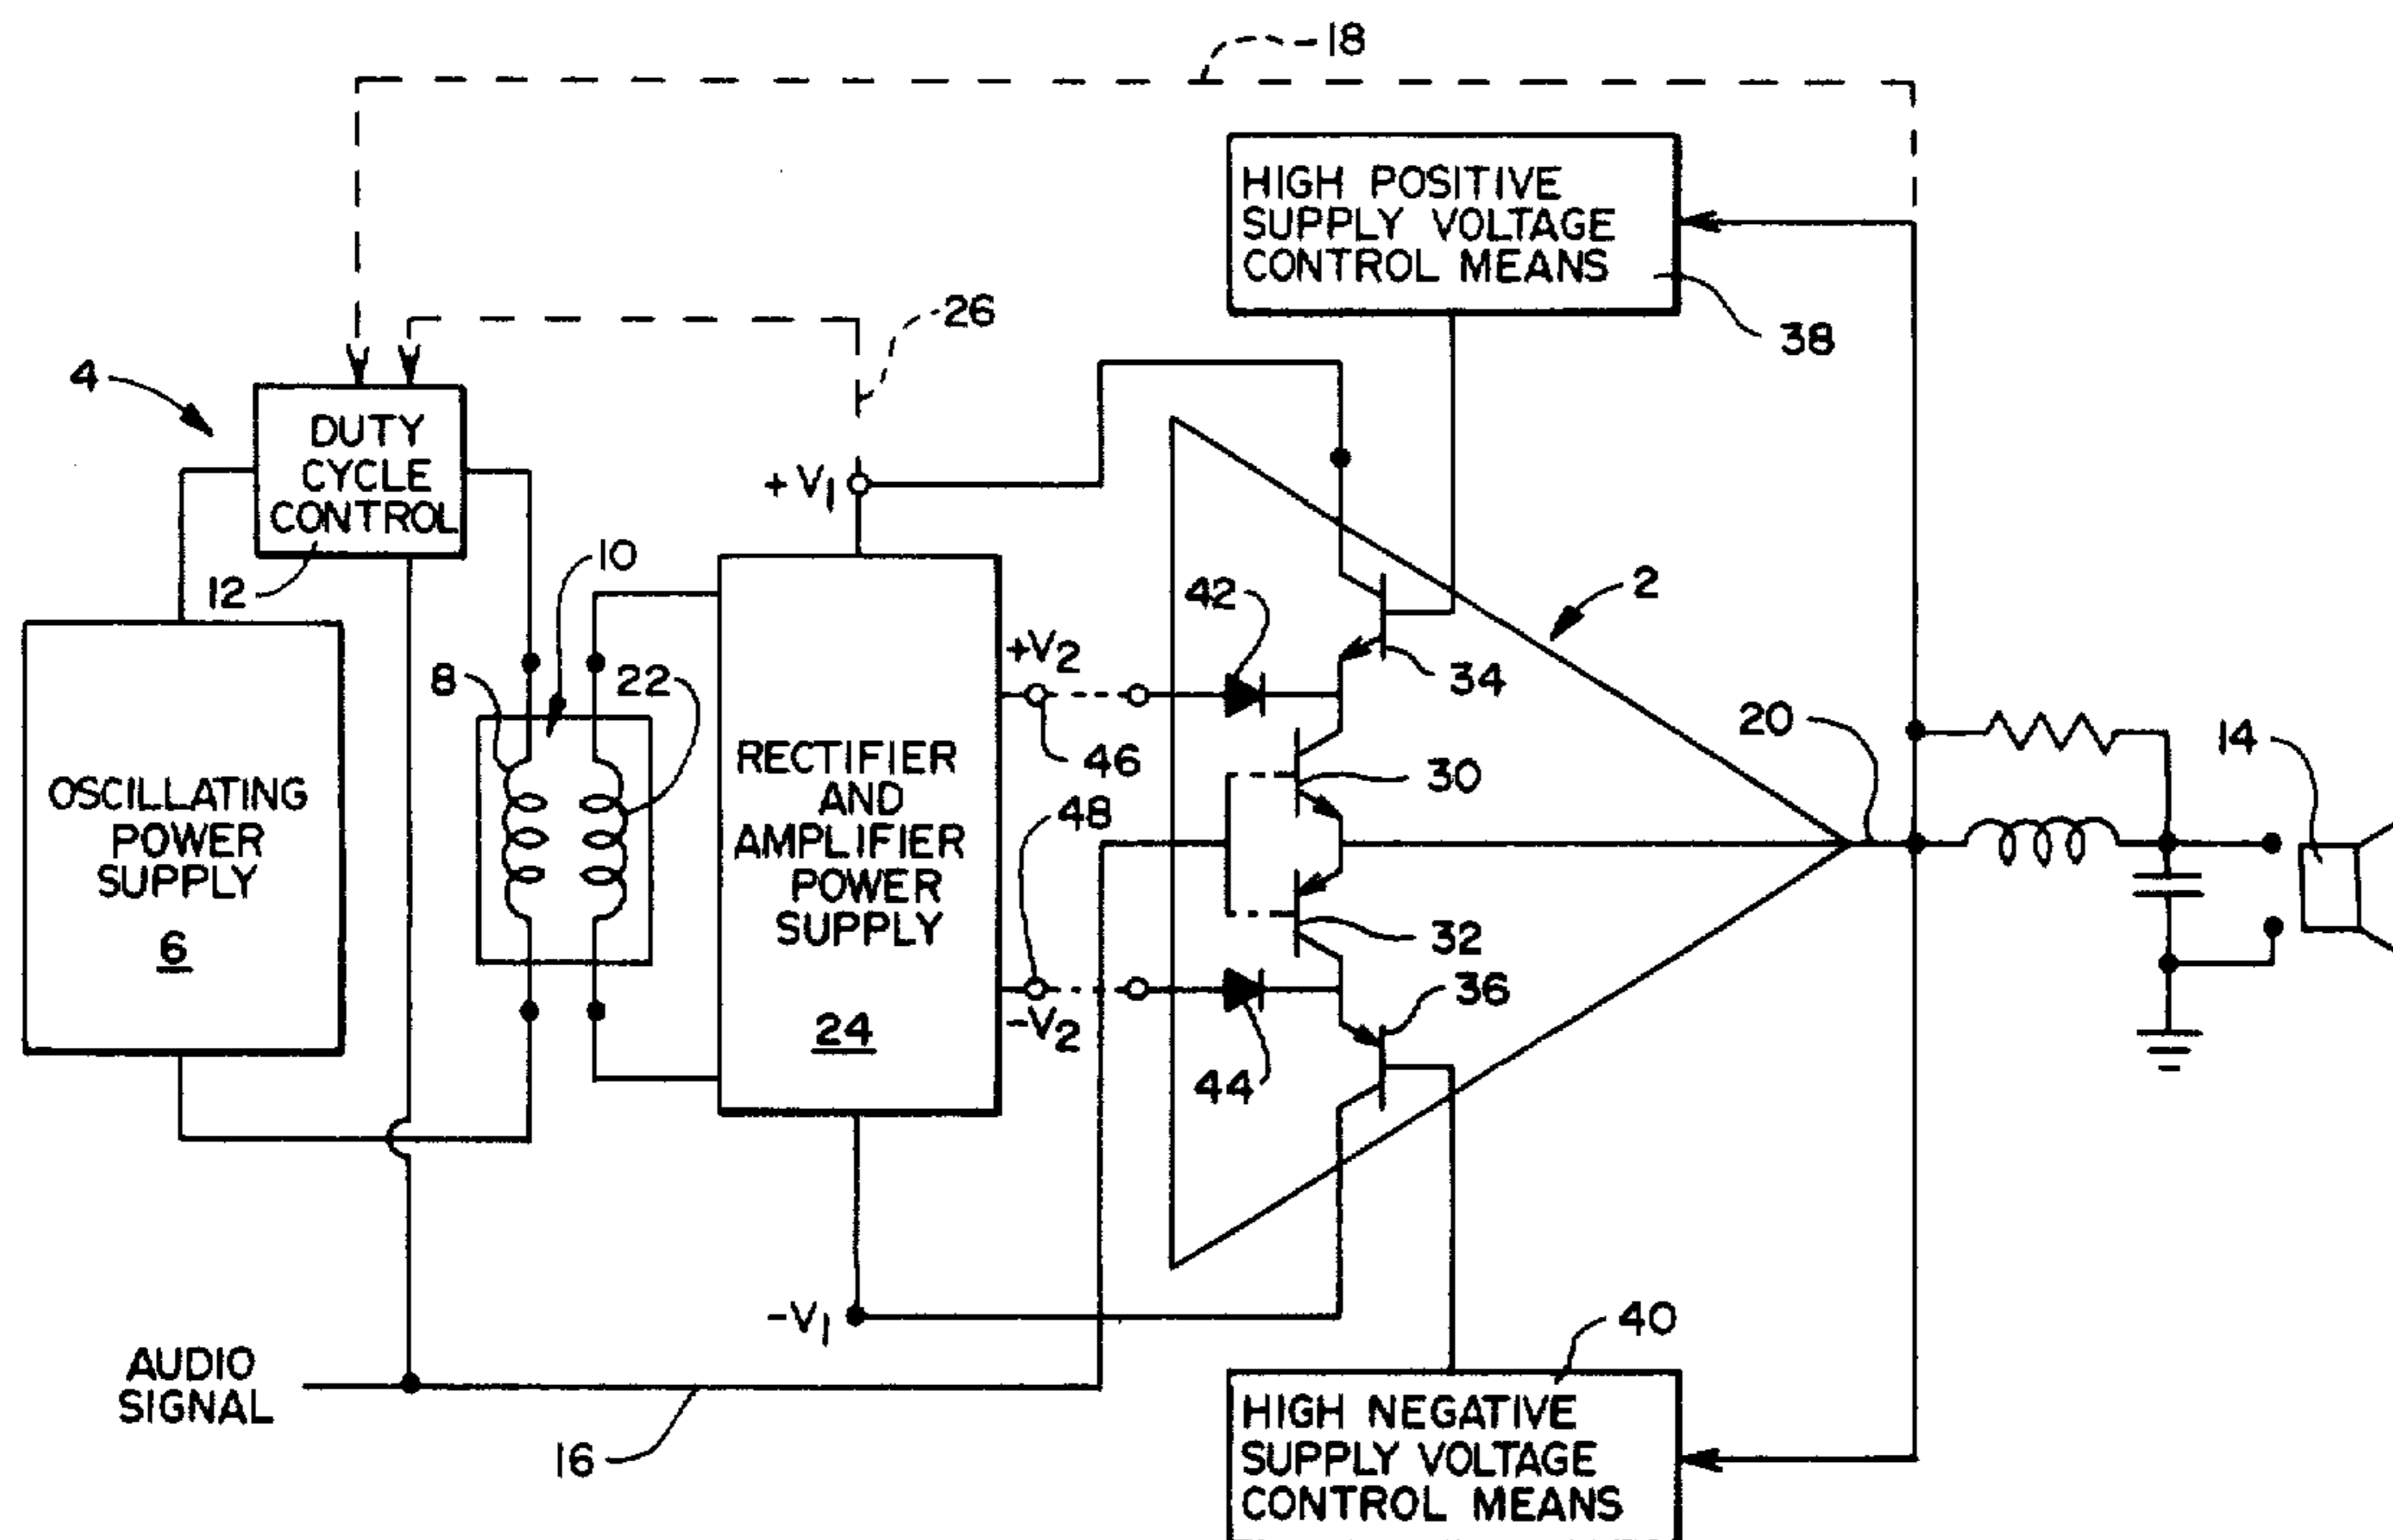 18
HIGH POSITIVE
SUPPLY VOLTAGE
CONTROL MEANS
38
26
4
DUTY
CYCLE
CONTROL
12
+V1
10
42
2
8
22
+V2
34
46
20
14
30
OSCILLATING
POWER
SUPPLY
6
RECTIFIER
AND
AMPLIFIER
POWER
SUPPLY
24
48
32
36
-V2
44
-V1
40
AUDIO
SIGNAL
16
HIGH NEGATIVE
SUPPLY VOLTAGE
CONTROL MEANS